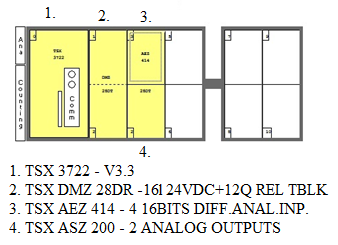 1. 2. 3.
Ana
Counting
TSX
3722
Comm
DMZ
28DR
AEZ
414
28DR
4.
1. TSX 3722 - V3.3
2. TSX DMZ 28DR -16I 24VDC+12Q REL TBLK
3. TSX AEZ 414 - 4 16BITS DIFF.ANAL.INP.
4. TSX ASZ 200 - 2 ANALOG OUTPUTS